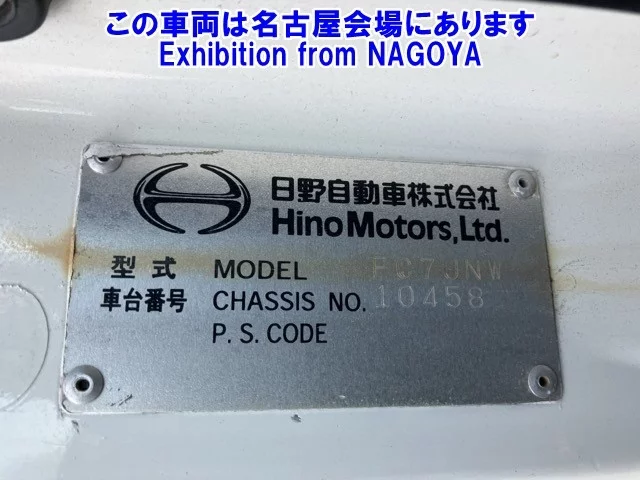 この車両は名古屋会場にあります
Exhibition from NAGOYA
日野自動車株式会社
Hino Motors, Ltd.
型式 MODEL FC7JNW
車台番号 CHASSIS NO. 10458
P. S. CODE